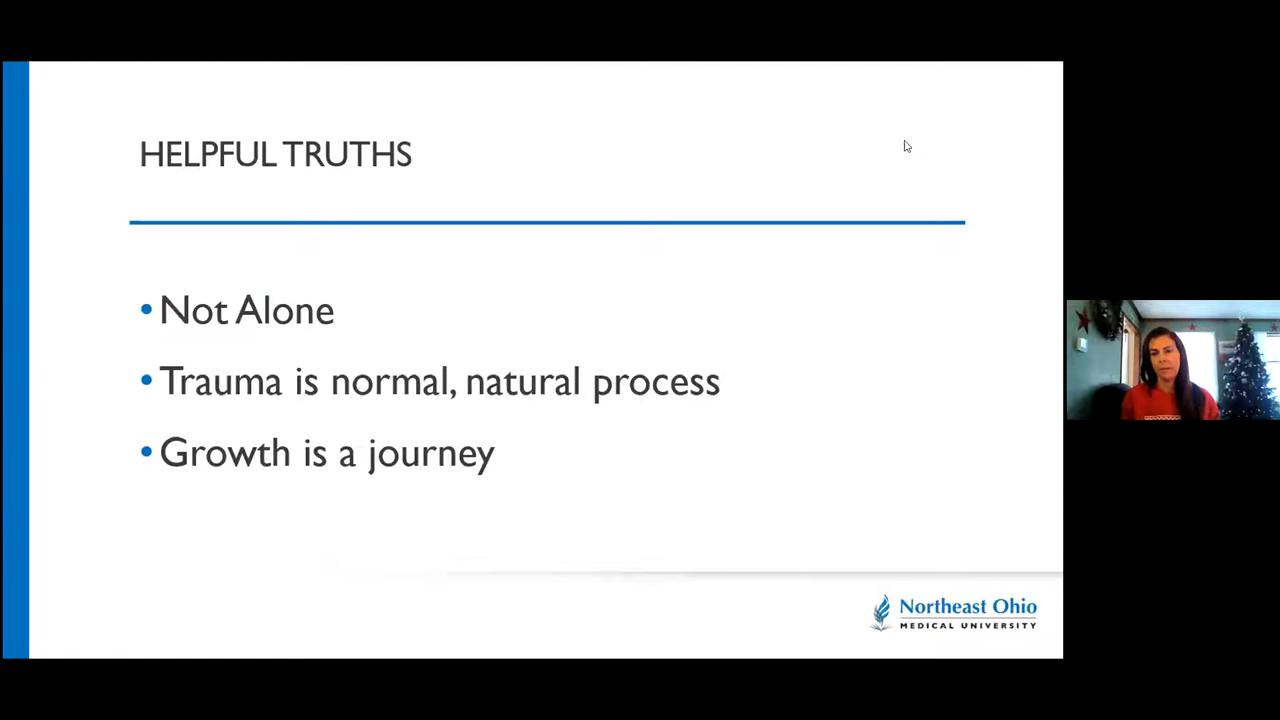 HELPFUL TRUTHS
•Not Alone
•Trauma is normal, natural process
•Growth is a journey
Northeast Ohio
MEDICAL UNIVERSITY